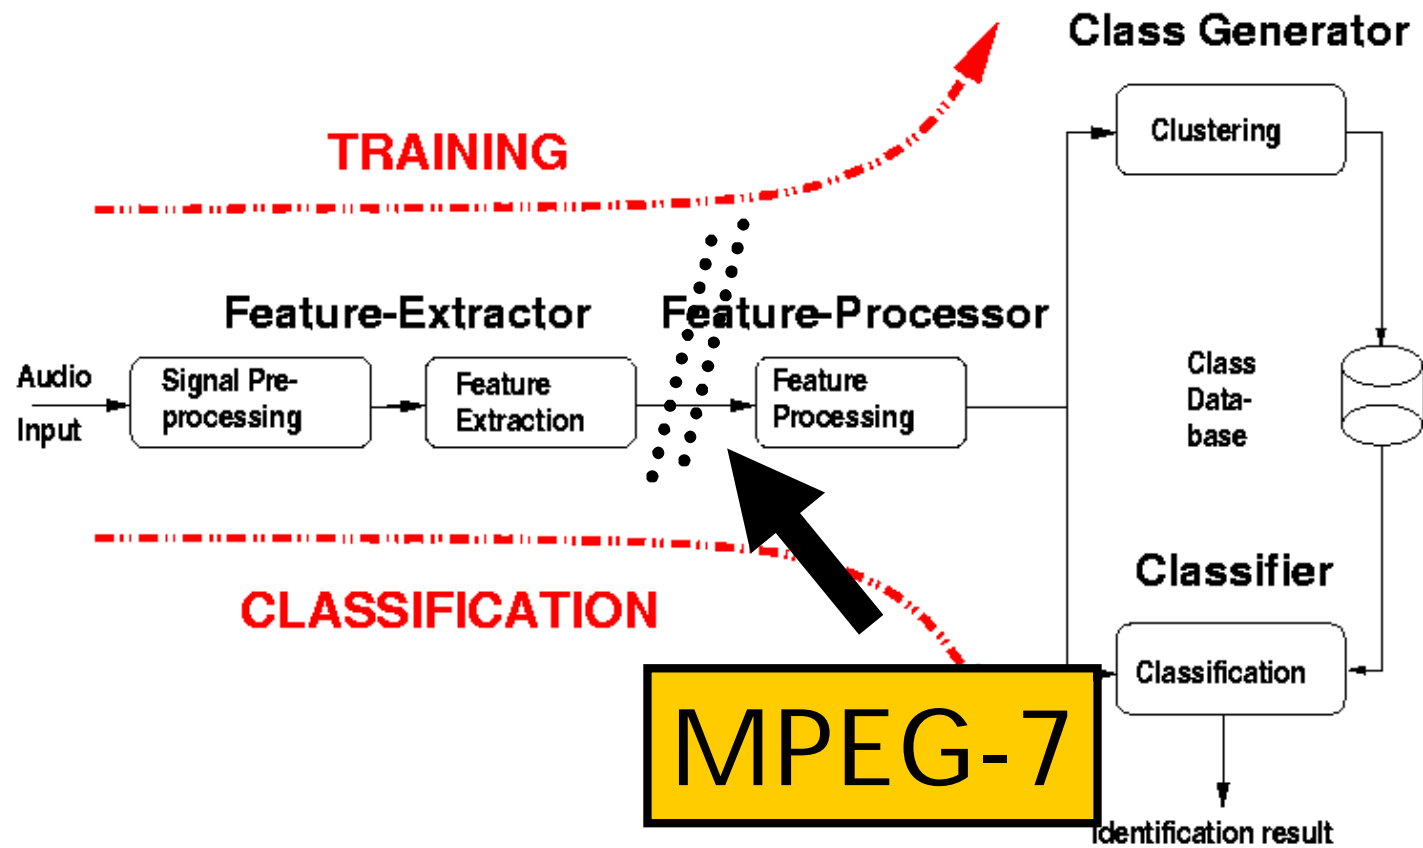 Class Generator
Clustering
TRAINING
Feature-Extractor
Feature-Processor
Audio
Input
Signal Pre-
processing
Feature
Extraction
Feature
Processing
Class
Data-
base
CLASSIFICATION
Classifier
Classification
MPEG-7
Identification result